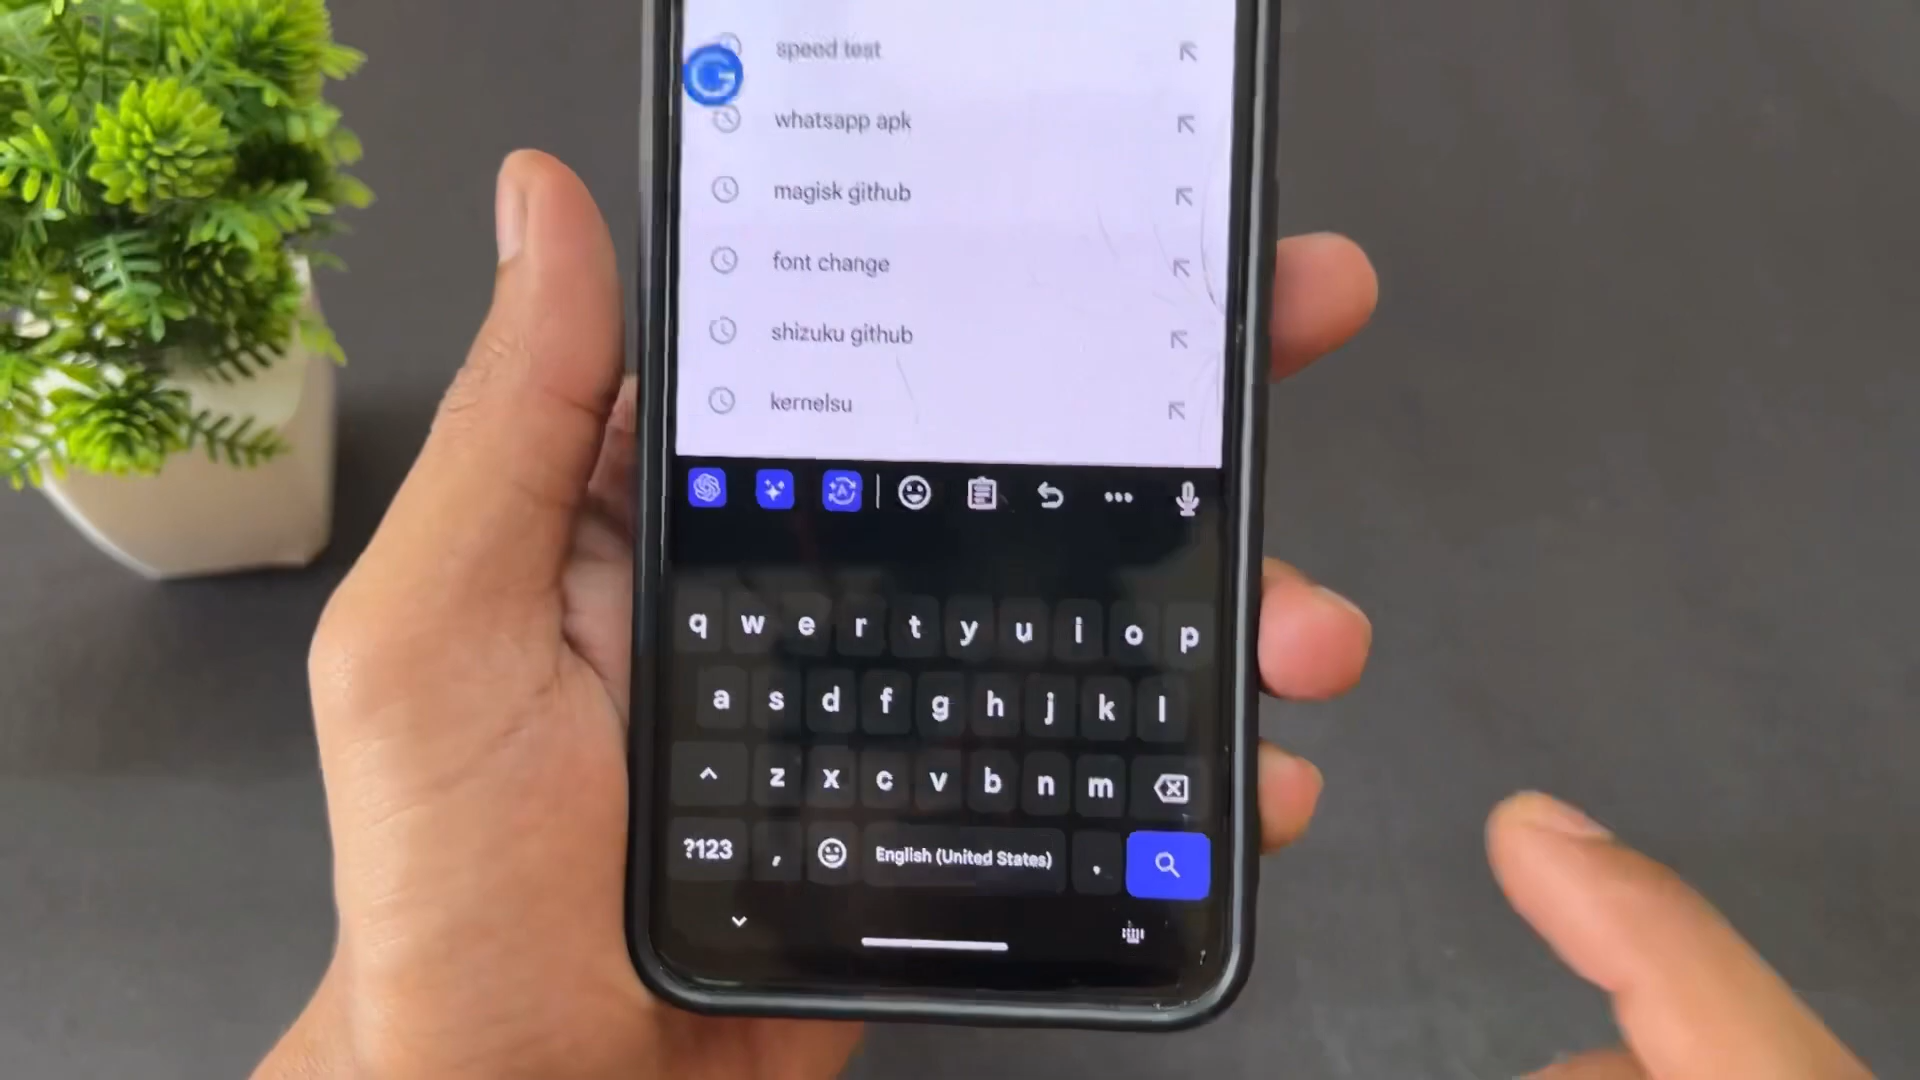 speed test
whatsapp apk
magisk github
font change
shizuku github
kernelsu
q w e r t y u i o p
a s d f g h j k l
z x c v b n m
?123 , English (United States) .